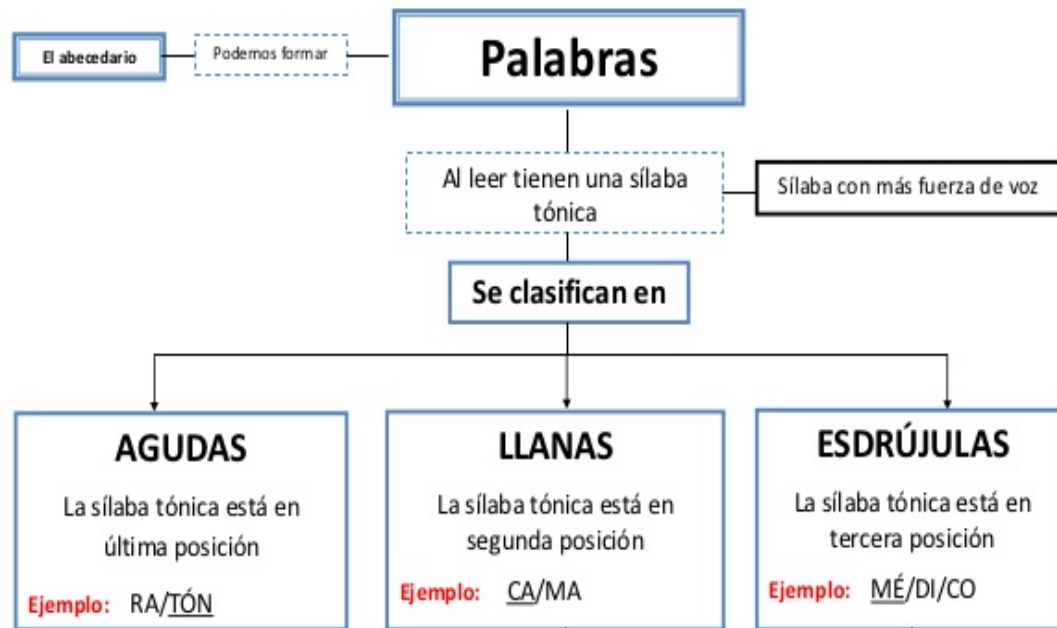 El abecedario
Podemos formar
Palabras
Al leer tienen una sílaba
tónica
Sílaba con más fuerza de voz
Se clasifican en
AGUDAS
La sílaba tónica está en
última posición
Ejemplo: RA/TÓN
LLANAS
La sílaba tónica está en
segunda posición
Ejemplo: CA/MA
ESDRÚJULAS
La sílaba tónica está en
tercera posición
Ejemplo: MÉ/DI/CO